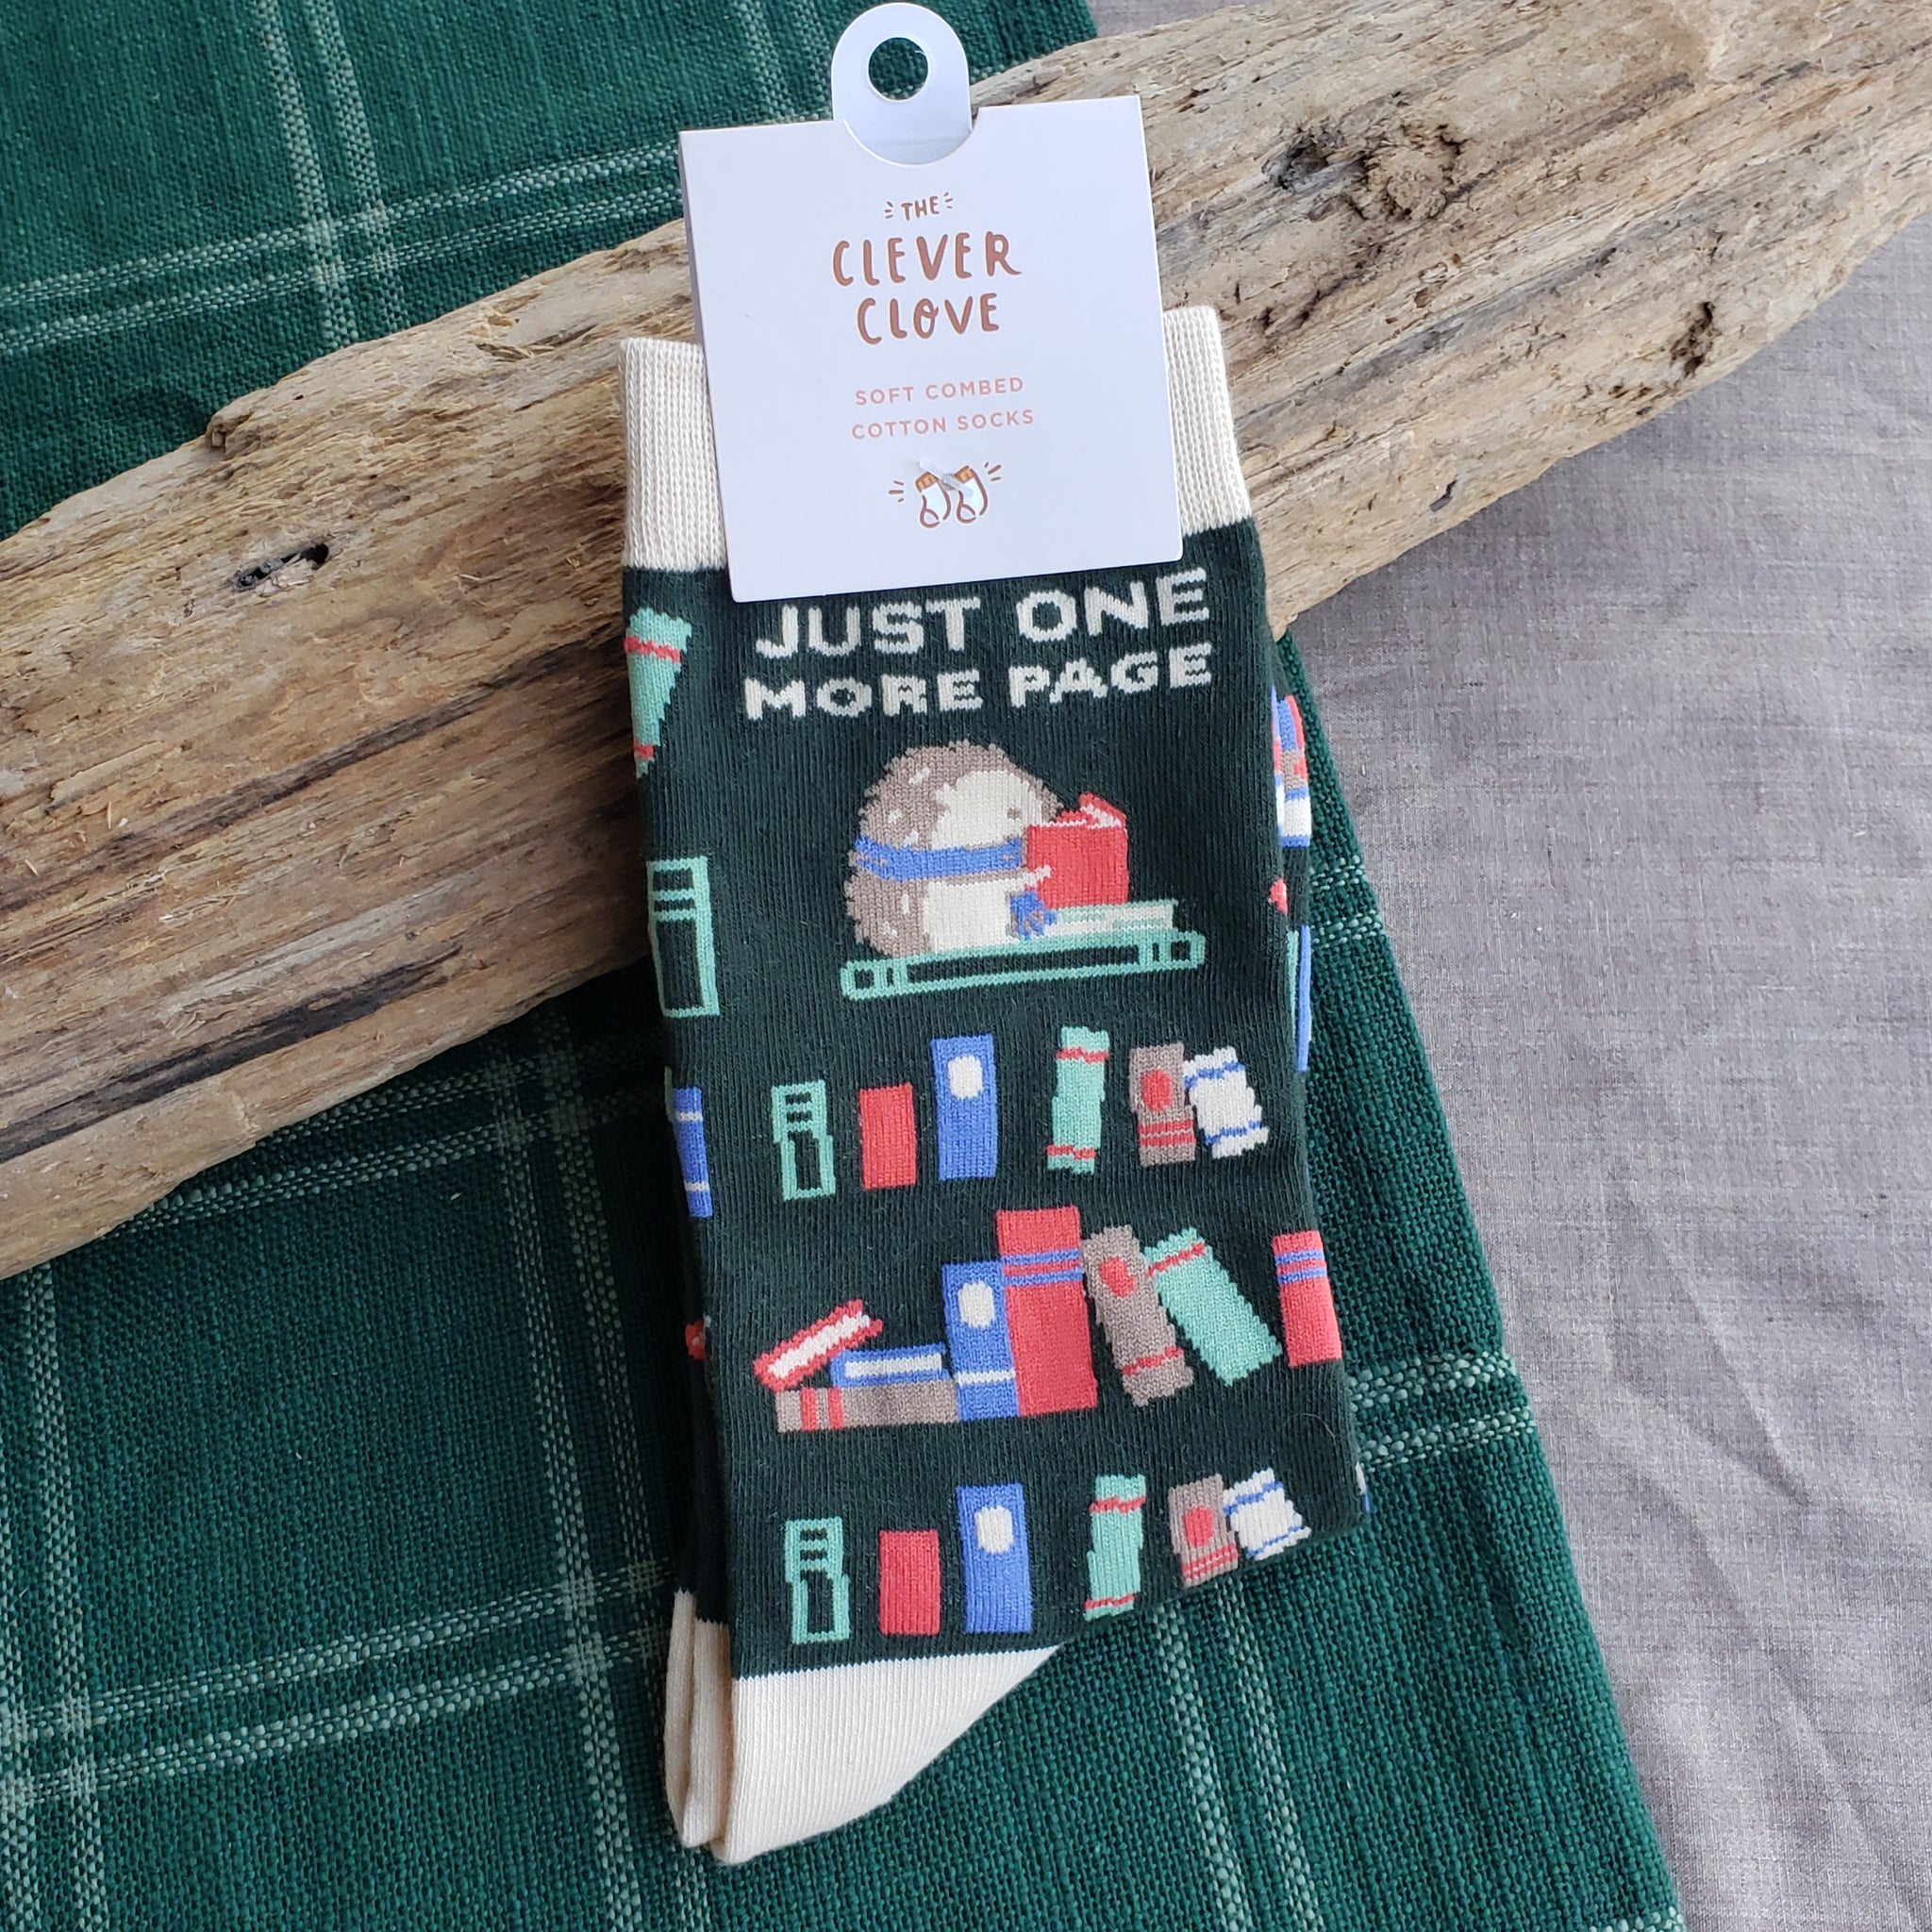 THE
CLEVER
CLOVE
SOFT COMBED
COTTON SOCKS
JUST ONE
MORE PAGE